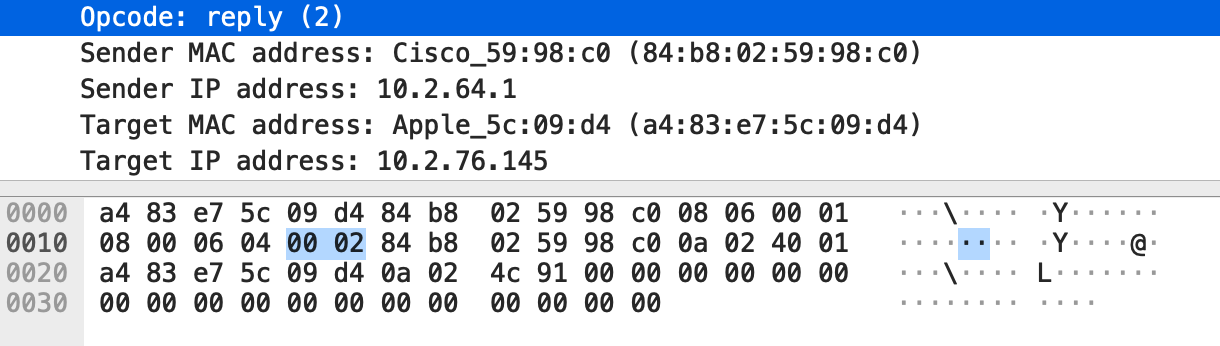 Opcode: reply (2)
Sender MAC address: Cisco_59:98:c0 (84:b8:02:59:98:c0)
Sender IP address: 10.2.64.1
Target MAC address: Apple_5c:09:d4 (a4:83:e7:5c:09:d4)
Target IP address: 10.2.76.145
0000 a4 83 e7 5c 09 d4 84 b8 02 59 98 c0 08 06 00 01 ···\···· ·Y······
0010 08 00 06 04 00 02 84 b8 02 59 98 c0 0a 02 40 01 ········ ·Y····@·
0020 a4 83 e7 5c 09 d4 0a 02 4c 91 00 00 00 00 00 00 ···\···· L·······
0030 00 00 00 00 00 00 00 00 00 00 00 00 ········ ····